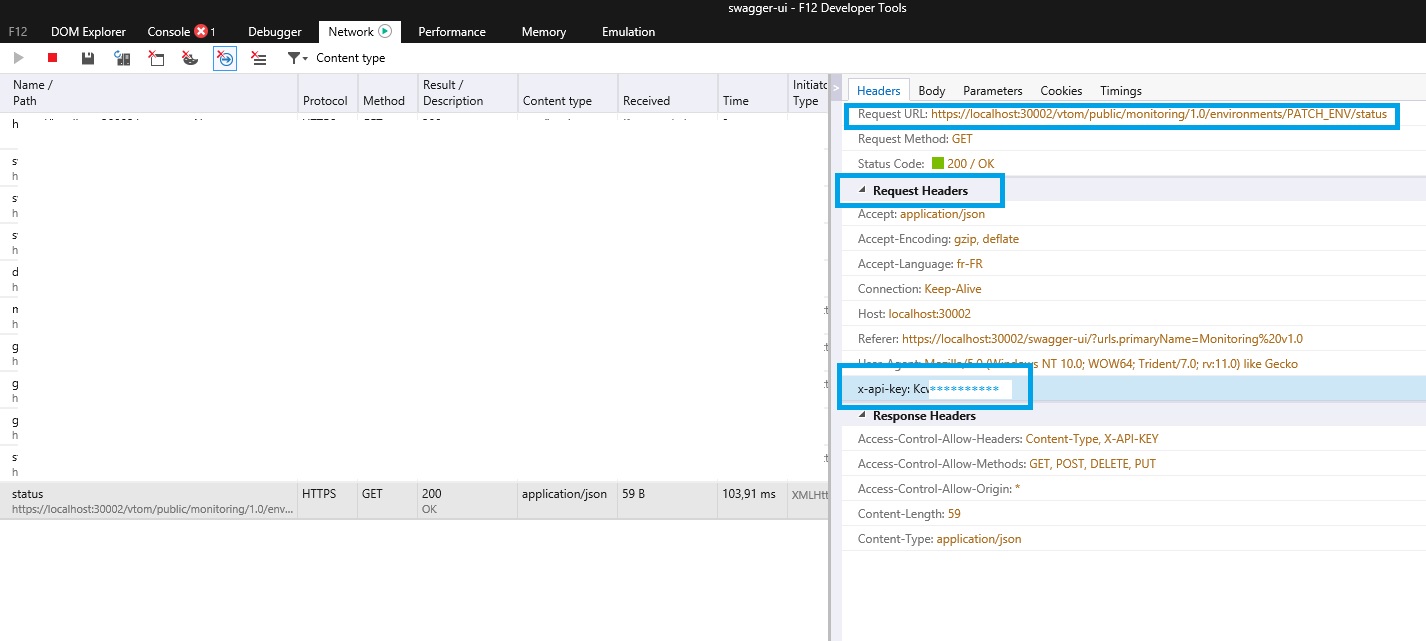 swagger-ui - F12 Developer Tools
F12 DOM Explorer Console 1 Debugger Network Performance Memory Emulation
Content type
Name / Path Protocol Method Result / Description Content type Received Time Type
h
s
h
s
h
s
h
d
h
m
h
g
h
g
h
g
h
s
h
status HTTPS GET 200 application/json 59 B 103,91 ms
https://localhost:30002/vtom/public/monitoring/1.0/env... OK
Headers Body Parameters Cookies Timings
Request URL: https://localhost:30002/vtom/public/monitoring/1.0/environments/PATCH_ENV/status
Request Method: GET
Status Code: 200 / OK
Request Headers
Accept: application/json
Accept-Encoding: gzip, deflate
Accept-Language: fr-FR
Connection: Keep-Alive
Host: localhost:30002
Referer: https://localhost:30002/swagger-ui/?urls.primaryName=Monitoring%20v1.0
User-Agent: Mozilla/5.0 (Windows NT 10.0; WOW64; Trident/7.0; rv:11.0) like Gecko
x-api-key: Kcv**********
Response Headers
Access-Control-Allow-Headers: Content-Type, X-API-KEY
Access-Control-Allow-Methods: GET, POST, DELETE, PUT
Access-Control-Allow-Origin: *
Content-Length: 59
Content-Type: application/json